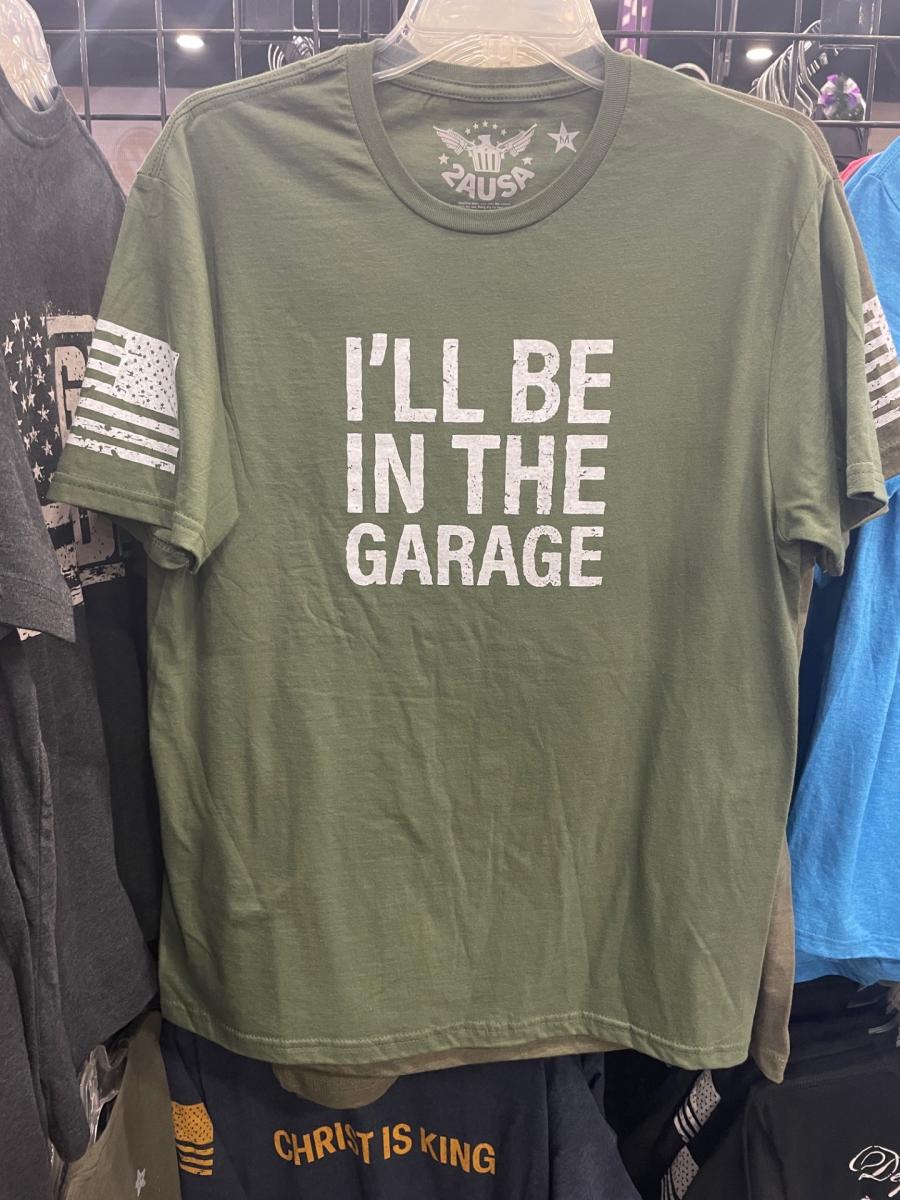 2AUSA
M
I'LL BE
IN THE
GARAGE
CHRIST IS KING